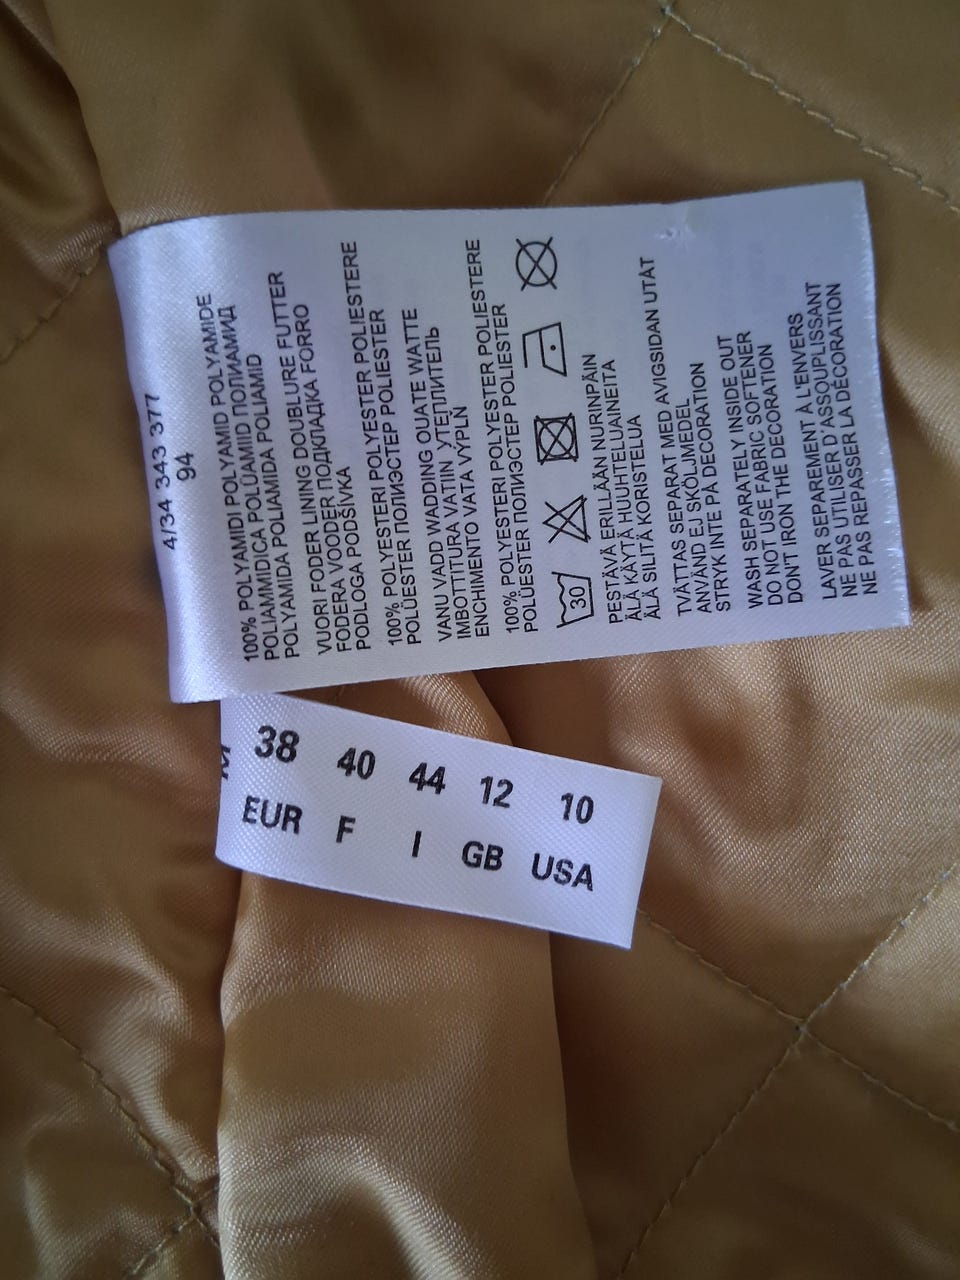 4/34 343 377
94
100% POLYAMIDI POLYAMID POLYAMIDE
POLIAMMIDICA POLÜAMIID ПОЛИАМИД
POLYAMIDA POLIAMIDA POLIAMID
VUORI FODER LINING DOUBLURE FUTTER
FODERA VOODER ПОДКЛАДКА FORRO
PODLOGA PODŠÍVKA
100% POLYESTERI POLYESTER POLIESTERE
POLÜESTER ПОЛИЭСТЕР POLIESTER
VANU VADD WADDING OUATE WATTE
IMBOTTITURA VATIIN УТЕПЛИТЕЛЬ
ENCHIMENTO VATA VÝPLŇ
100% POLYESTERI POLYESTER POLIESTERE
POLÜESTER ПОЛИЭСТЕР POLIESTER
30
PESTÄVÄ ERILLÄÄN NURINPÄIN
ÄLÄ KÄYTÄ HUUHTELUAINEITA
ÄLÄ SILITÄ KORISTELUA
TVÄTTAS SEPARAT MED AVIGSIDAN UTÅT
ANVÄND EJ SKÖLJMEDEL
STRYK INTE PÅ DECORATION
WASH SEPARATELY INSIDE OUT
DO NOT USE FABRIC SOFTENER
DON'T IRON THE DECORATION
LAVER SEPAREMENT À L'ENVERS
NE PAS UTILISER D'ASSOUPLISSANT
NE PAS REPASSER LA DÉCORATION
M
EUR 38
F 40
I 44
GB 12
USA 10